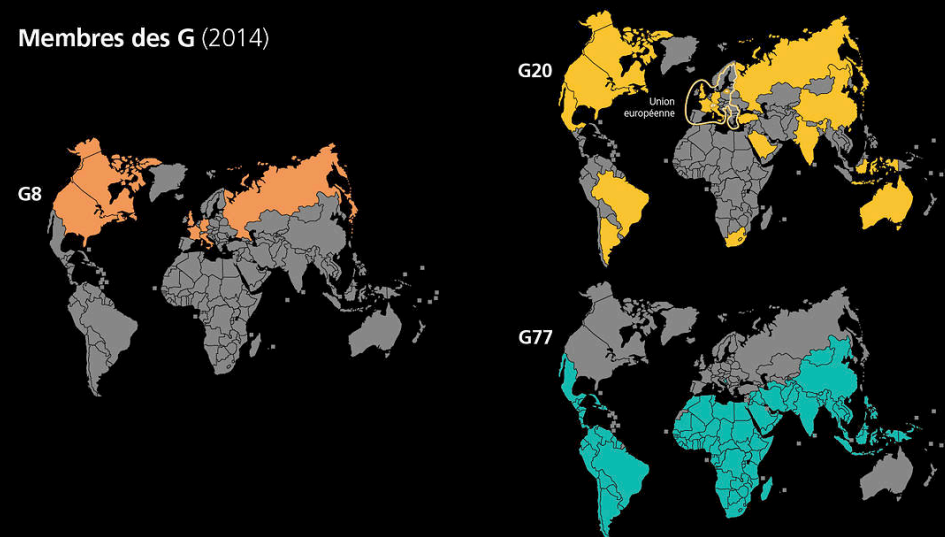 Membres des G (2014)
G8
G20
Union
européenne
G77